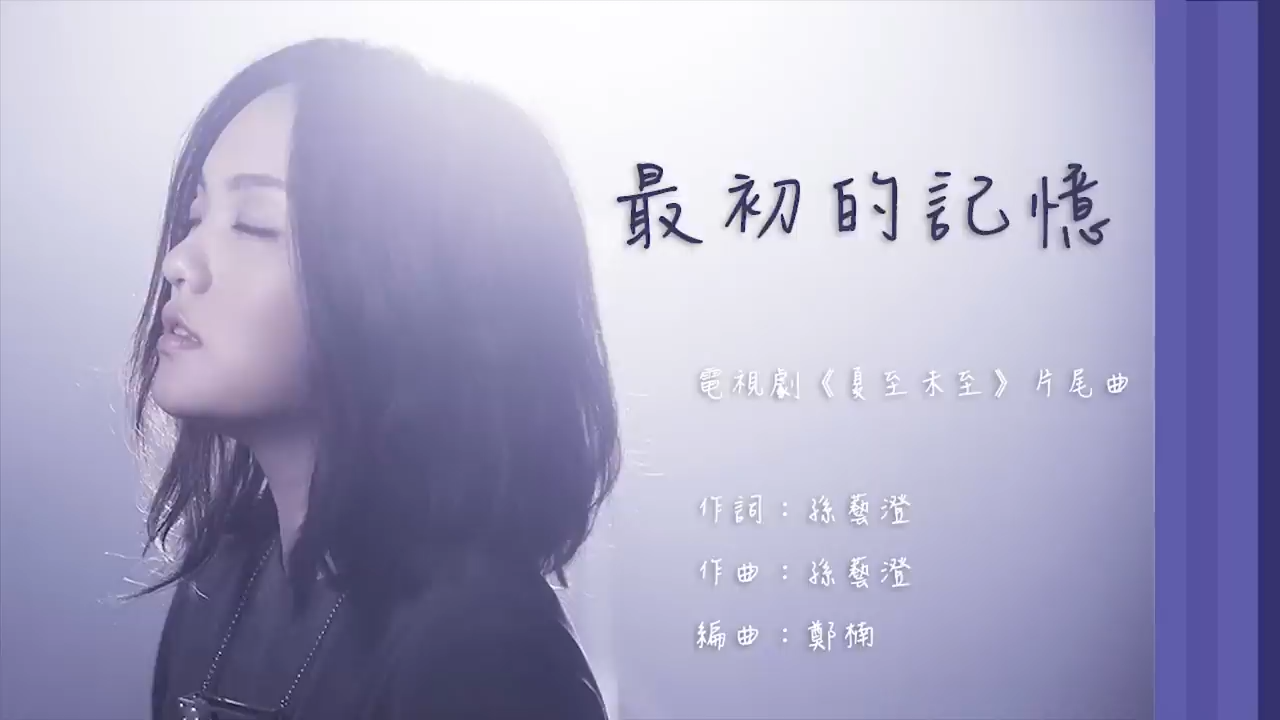 最初的記憶
電視劇《夏至未至》片尾曲
作詞：孫藝澄
作曲：孫藝澄
編曲：鄭楠